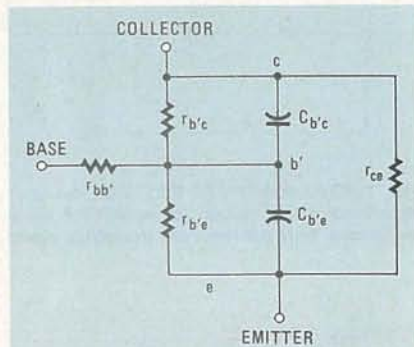 COLLECTOR
c
r_b'c
C_b'c
BASE
r_bb'
b'
r_ce
r_b'e
C_b'e
e
EMITTER